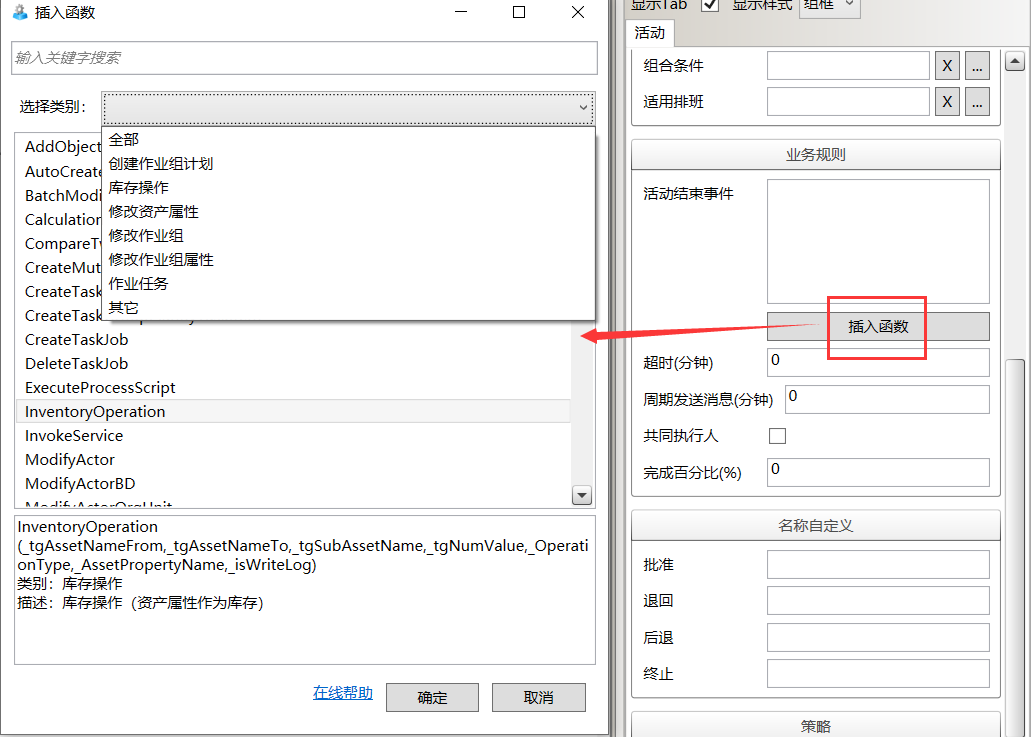 插入函数
输入关键字搜索
选择类别：
全部
创建作业组计划
库存操作
修改资产属性
修改作业组
修改作业组属性
作业任务
其它
AddObject
AutoCreate
BatchModi
Calculation
CreateMut
CreateTask
CreateTask
CreateTaskJob
DeleteTaskJob
ExecuteProcessScript
InventoryOperation
InvokeService
ModifyActor
ModifyActorBD
ModifyActorOrgUnit
InventoryOperation
(_tgAssetNameFrom,_tgAssetNameTo,_tgSubAssetName,_tgNumValue,_Operati
onType,_AssetPropertyName,_isWriteLog)
类别：库存操作
描述：库存操作（资产属性作为库存）
在线帮助 确定 取消
显示Tab 显示样式 组框
活动
组合条件 X ...
适用排班 X ...
业务规则
活动结束事件
插入函数
超时(分钟) 0
周期发送消息(分钟) 0
共同执行人
完成百分比(%) 0
名称自定义
批准
退回
后退
终止
策略